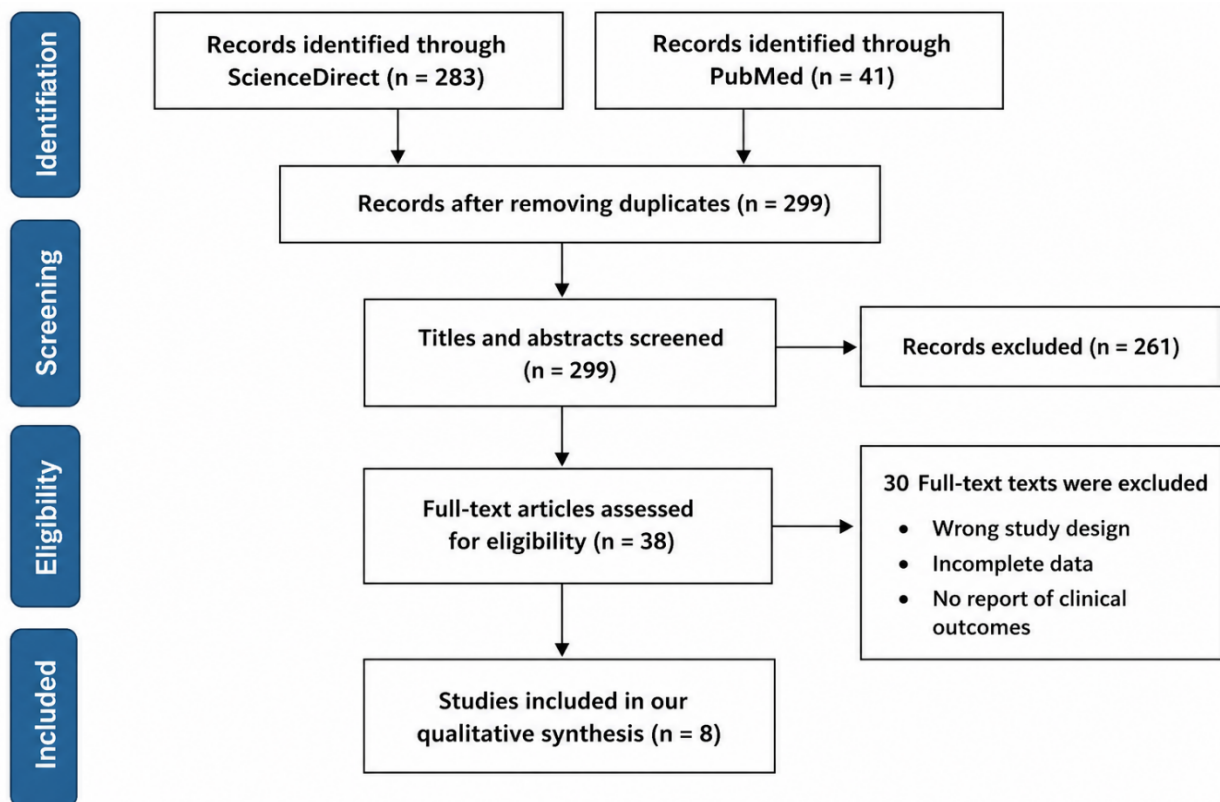 Identifiation
Records identified through
ScienceDirect (n = 283)
Records identified through
PubMed (n = 41)
Records after removing duplicates (n = 299)
Screening
Titles and abstracts screened
(n = 299)
Records excluded (n = 261)
Eligibility
Full-text articles assessed
for eligibility (n = 38)
30 Full-text texts were excluded
• Wrong study design
• Incomplete data
• No report of clinical
outcomes
Included
Studies included in our
qualitative synthesis (n = 8)